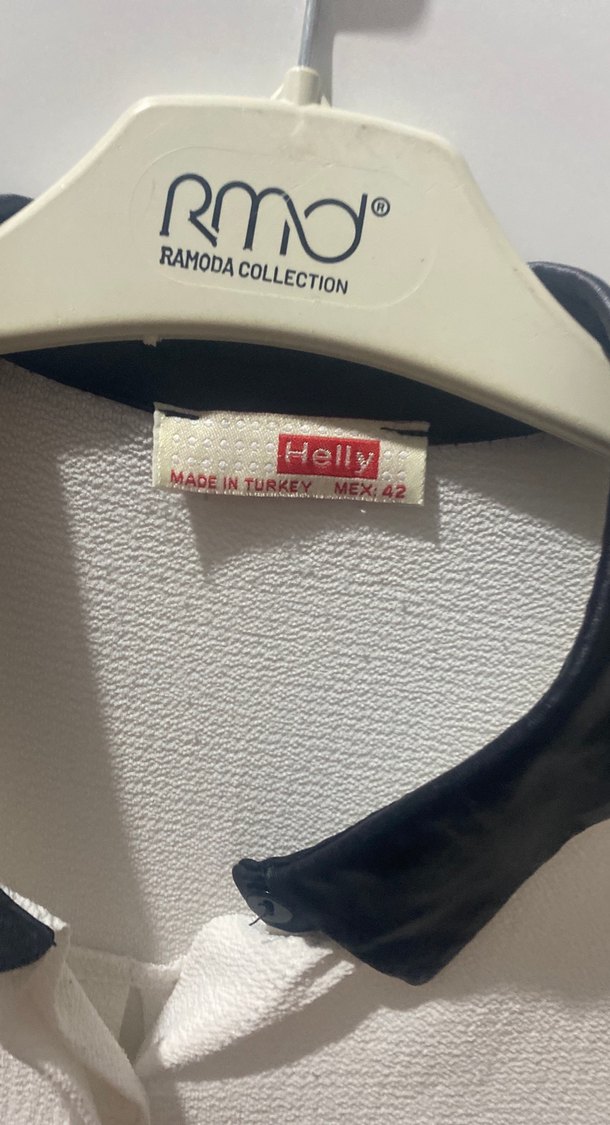 RMD®
RAMODA COLLECTION
Helly
MADE IN TURKEY MEX: 42